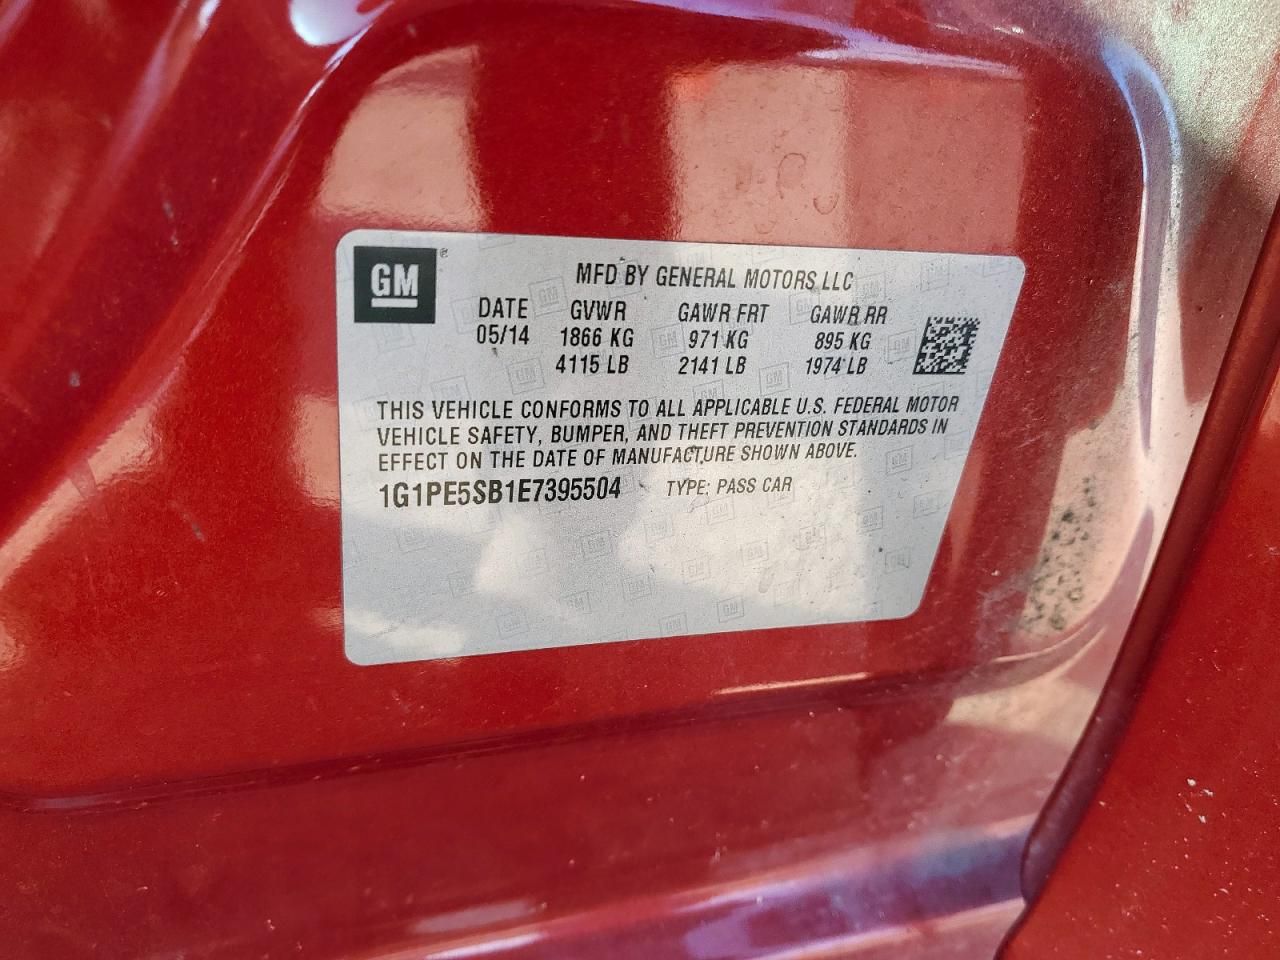 GM®
MFD BY GENERAL MOTORS LLC
DATE GVWR GAWR FRT GAWR RR
05/14 1866 KG 971 KG 895 KG
4115 LB 2141 LB 1974 LB
THIS VEHICLE CONFORMS TO ALL APPLICABLE U.S. FEDERAL MOTOR
VEHICLE SAFETY, BUMPER, AND THEFT PREVENTION STANDARDS IN
EFFECT ON THE DATE OF MANUFACTURE SHOWN ABOVE.
1G1PE5SB1E7395504 TYPE: PASS CAR